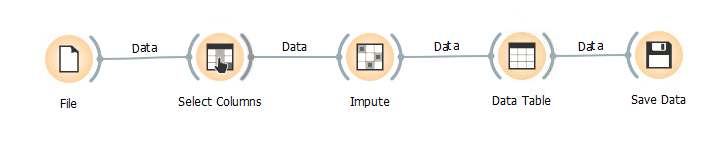 Data
Data
Data
Data
File
Select Columns
Impute
Data Table
Save Data